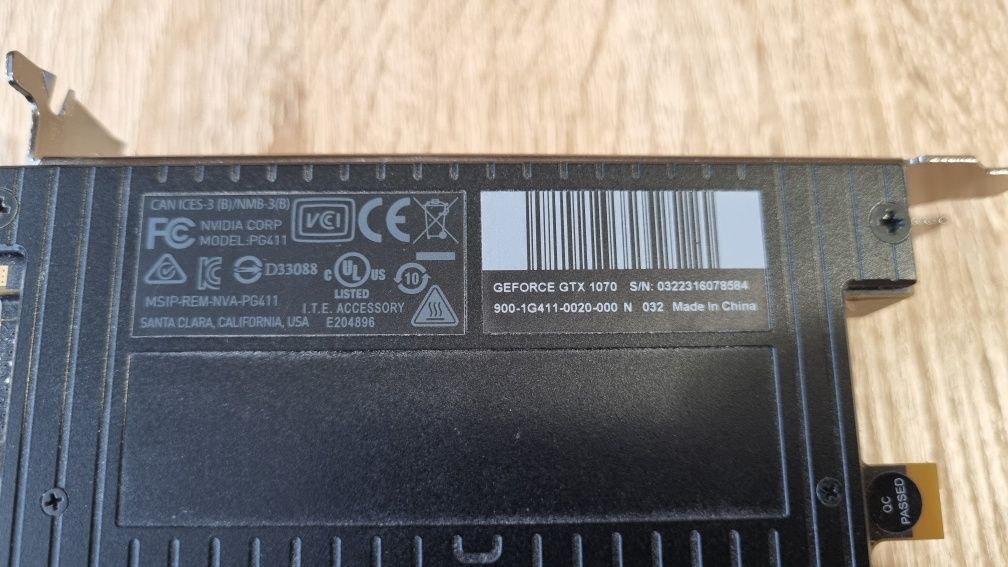 CAN ICES-3 (B)/NMB-3(B)
FC NVIDIA CORP
MODEL:PG411
VCI
CE
D33088
c UL US
LISTED
10
MSIP-REM-NVA-PG411
I.T.E. ACCESSORY
SANTA CLARA, CALIFORNIA, USA E204896
GEFORCE GTX 1070 S/N: 0322316078584
900-1G411-0020-000 N 032 Made In China
QC
PASSED